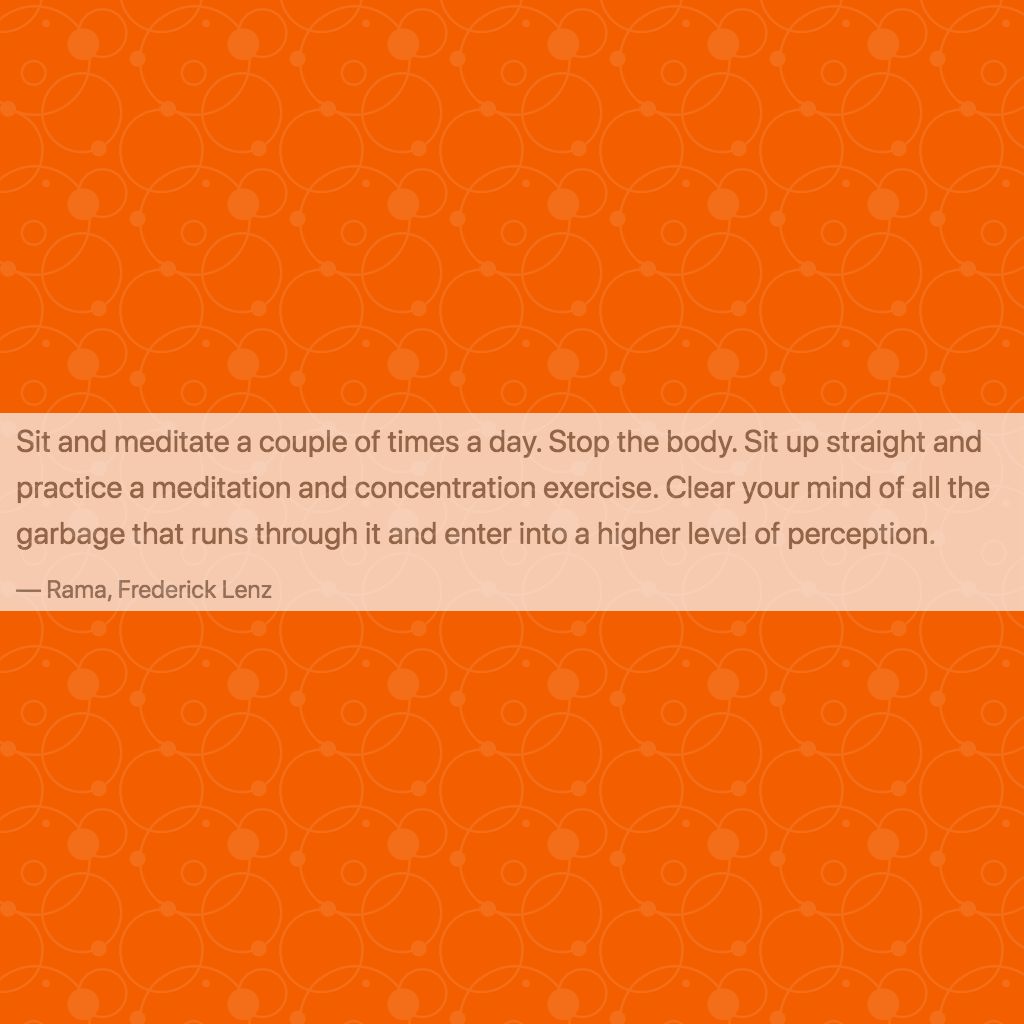 Sit and meditate a couple of times a day. Stop the body. Sit up straight and
practice a meditation and concentration exercise. Clear your mind of all the
garbage that runs through it and enter into a higher level of perception.
— Rama, Frederick Lenz